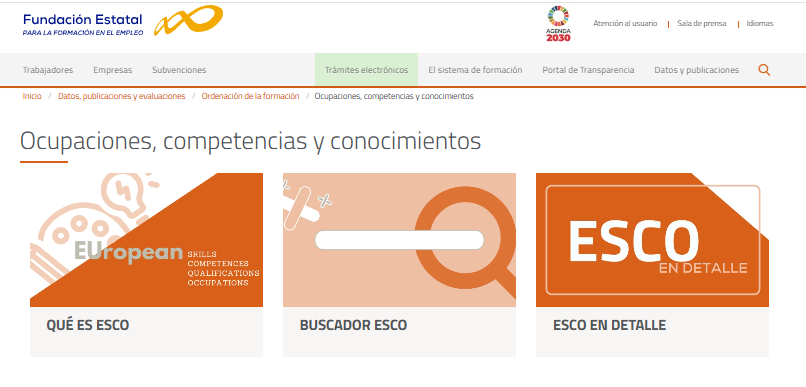 Fundación Estatal
PARA LA FORMACIÓN EN EL EMPLEO
AGENDA
2030
Atención al usuario | Sala de prensa | Idiomas
Trabajadores Empresas Subvenciones Trámites electrónicos El sistema de formación Portal de Transparencia Datos y publicaciones
Inicio / Datos, publicaciones y evaluaciones / Ordenación de la formación / Ocupaciones, competencias y conocimientos
Ocupaciones, competencias y conocimientos
EUropean
SKILLS
COMPETENCES
QUALIFICATIONS
OCCUPATIONS
ESCO
EN DETALLE
QUÉ ES ESCO
BUSCADOR ESCO
ESCO EN DETALLE